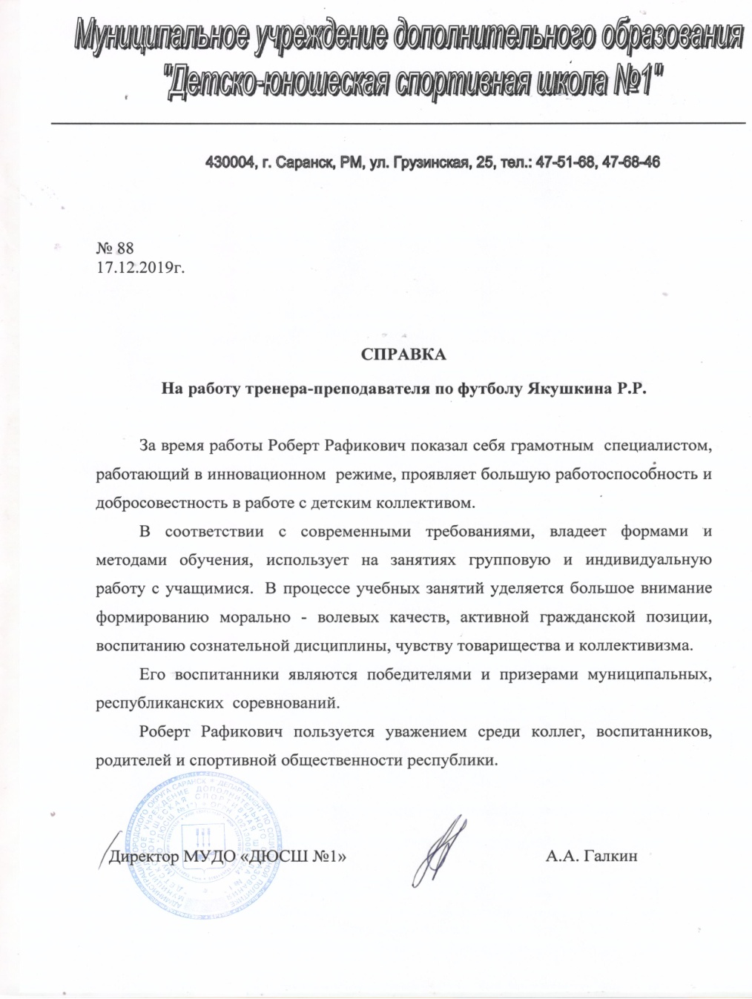 Муниципальное учреждение дополнительного образования
"Детско-юношеская спортивная школа №1"
430004, г. Саранск, РМ, ул. Грузинская, 25, тел.: 47-51-68, 47-68-46
№ 88
17.12.2019г.
СПРАВКА
На работу тренера-преподавателя по футболу Якушкина Р.Р.
За время работы Роберт Рафикович показал себя грамотным специалистом,
работающий в инновационном режиме, проявляет большую работоспособность и
добросовестность в работе с детским коллективом.
В соответствии с современными требованиями, владеет формами и
методами обучения, использует на занятиях групповую и индивидуальную
работу с учащимися. В процессе учебных занятий уделяется большое внимание
формированию морально - волевых качеств, активной гражданской позиции,
воспитанию сознательной дисциплины, чувству товарищества и коллективизма.
Его воспитанники являются победителями и призерами муниципальных,
республиканских соревнований.
Роберт Рафикович пользуется уважением среди коллег, воспитанников,
родителей и спортивной общественности республики.
Директор МУДО «ДЮСШ №1» А.А. Галкин